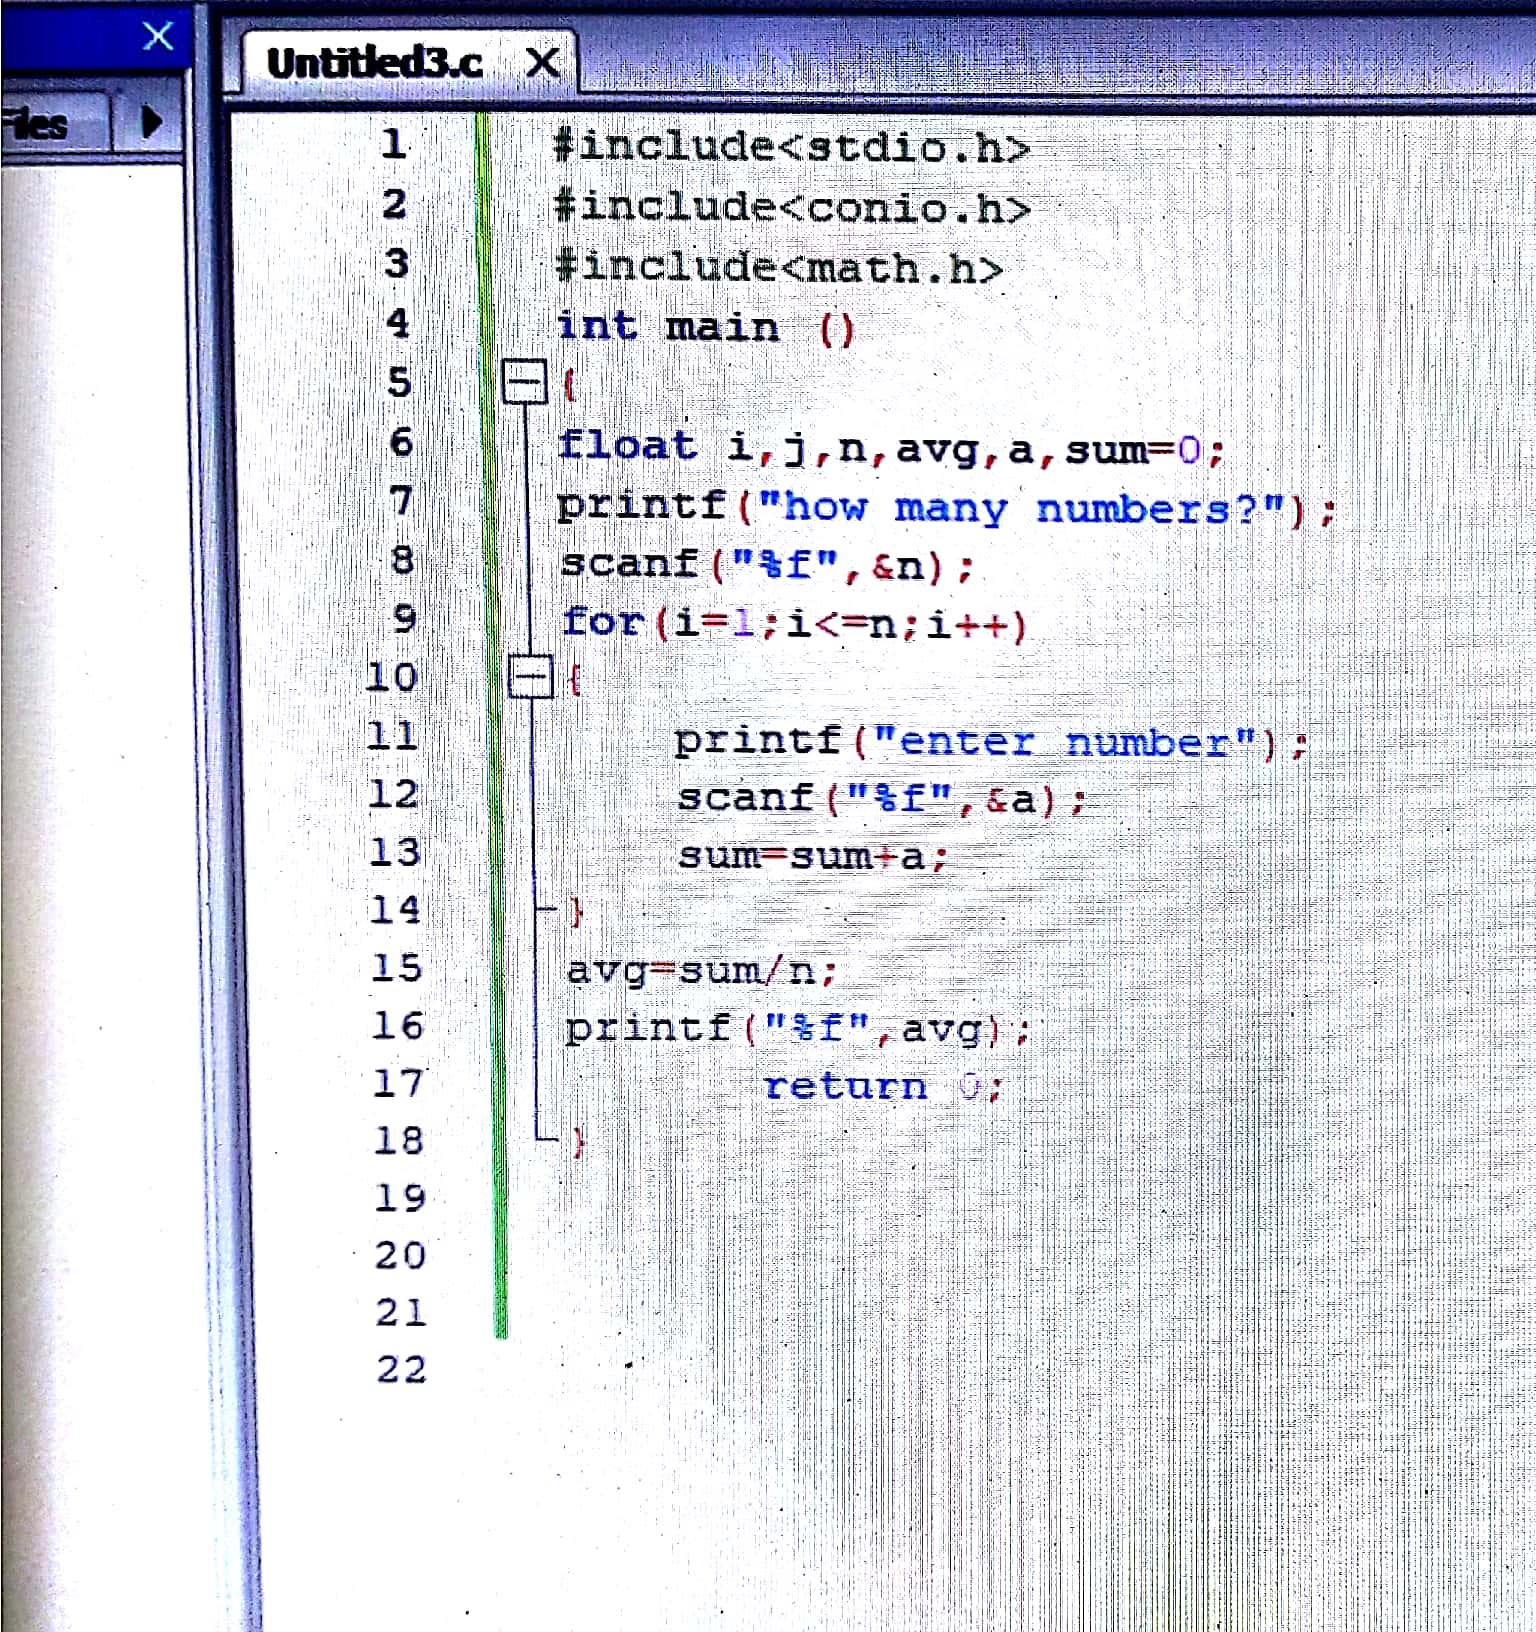 Untitled3.c
1 #include<stdio.h>
2 #include<conio.h>
3 #include<math.h>
4 int main ()
5 {
6 float i,j,n,avg,a,sum=0;
7 printf("how many numbers?");
8 scanf("%f",&n);
9 for(i=1;i<=n;i++)
10 {
11 printf("enter number");
12 scanf("%f",&a);
13 sum=sum+a;
14 }
15 avg=sum/n;
16 printf("%f",avg);
17 return 0;
18 }
19
20
21
22